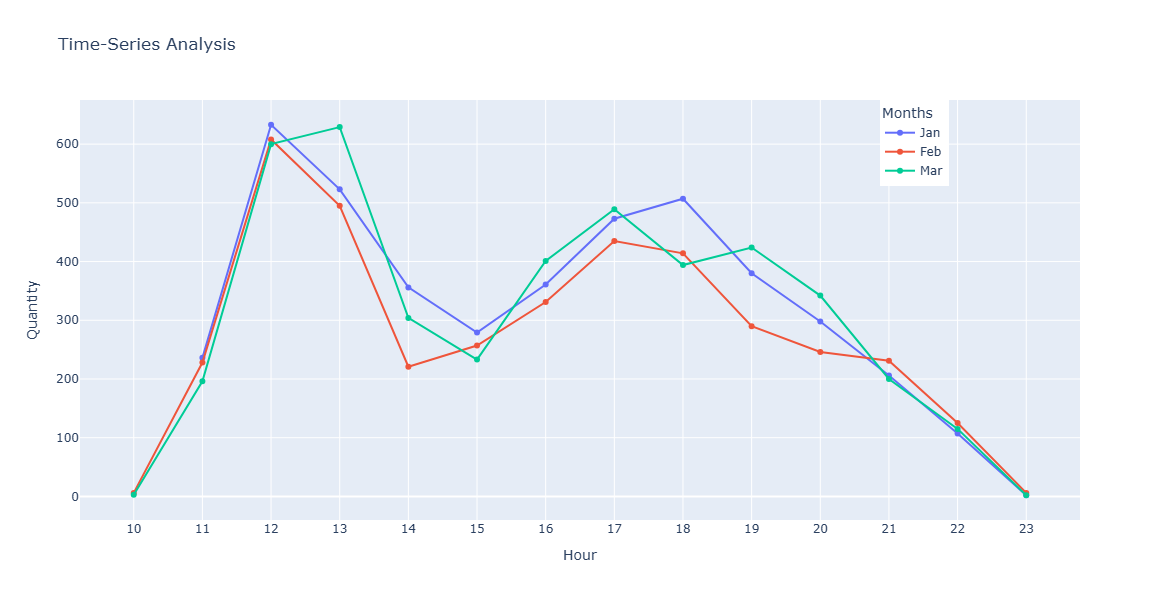 Time-Series Analysis
Months
Jan
Feb
Mar
Quantity
600
500
400
300
200
100
0
10 11 12 13 14 15 16 17 18 19 20 21 22 23
Hour